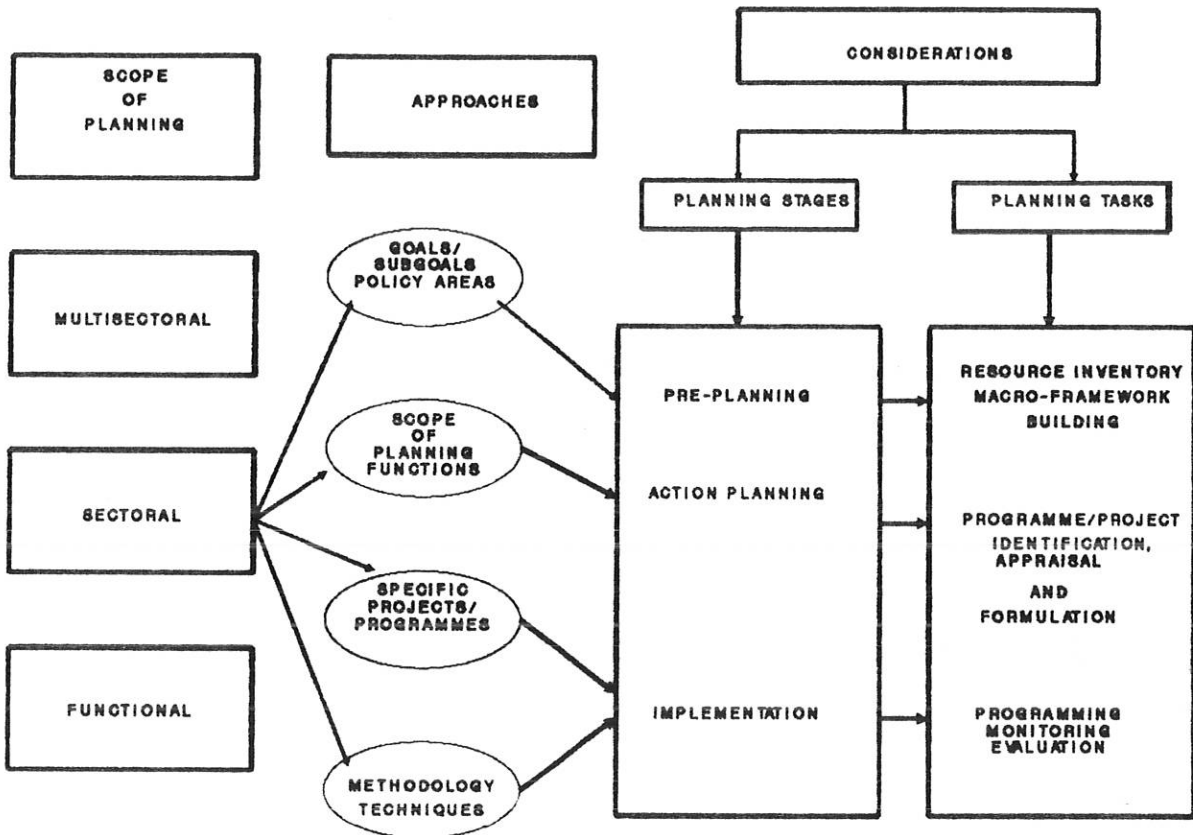 SCOPE
OF
PLANNING
APPROACHES
CONSIDERATIONS
PLANNING STAGES
PLANNING TASKS
MULTISECTORAL
SECTORAL
FUNCTIONAL
GOALS/
SUBGOALS
POLICY AREAS
SCOPE
OF
PLANNING
FUNCTIONS
SPECIFIC
PROJECTS/
PROGRAMMES
METHODOLOGY
TECHNIQUES
PRE-PLANNING
ACTION PLANNING
IMPLEMENTATION
RESOURCE INVENTORY
MACRO-FRAMEWORK
BUILDING
PROGRAMME/PROJECT
IDENTIFICATION,
APPRAISAL
AND
FORMULATION
PROGRAMMING
MONITORING
EVALUATION